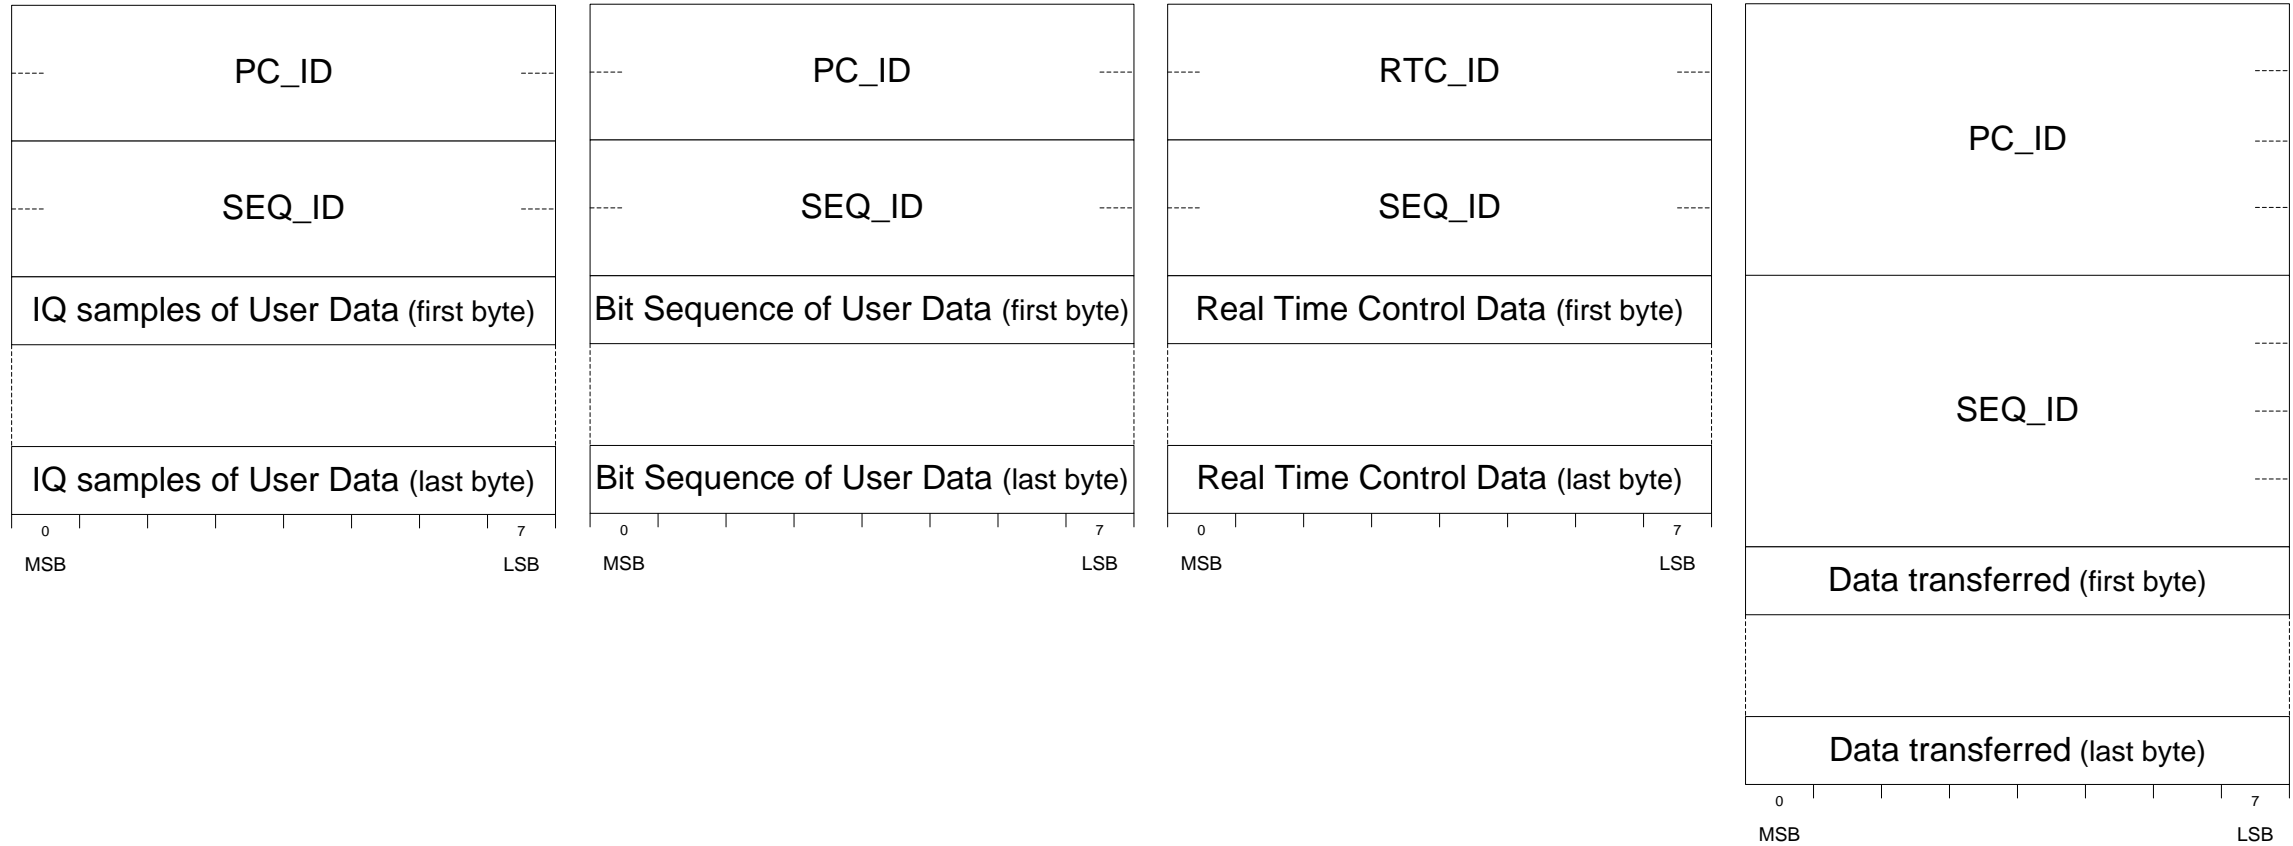 PC_ID
SEQ_ID
IQ samples of User Data (first byte)
IQ samples of User Data (last byte)
0 7
MSB LSB
PC_ID
SEQ_ID
Bit Sequence of User Data (first byte)
Bit Sequence of User Data (last byte)
0 7
MSB LSB
RTC_ID
SEQ_ID
Real Time Control Data (first byte)
Real Time Control Data (last byte)
0 7
MSB LSB
PC_ID
SEQ_ID
Data transferred (first byte)
Data transferred (last byte)
0 7
MSB LSB